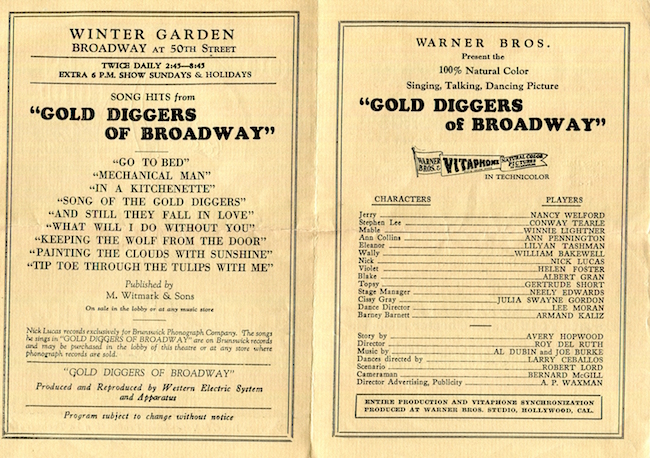 WINTER GARDEN
BROADWAY AT 50TH STREET
TWICE DAILY 2:45—8:45
EXTRA 6 P.M. SHOW SUNDAYS & HOLIDAYS
SONG HITS from
"GOLD DIGGERS
OF BROADWAY"
"GO TO BED"
"MECHANICAL MAN"
"IN A KITCHENETTE"
"SONG OF THE GOLD DIGGERS"
"AND STILL THEY FALL IN LOVE"
"WHAT WILL I DO WITHOUT YOU"
"KEEPING THE WOLF FROM THE DOOR"
"PAINTING THE CLOUDS WITH SUNSHINE"
"TIP TOE THROUGH THE TULIPS WITH ME"
Published by
M. Witmark & Sons
On sale in the lobby or at any music store
Nick Lucas records exclusively for Brunswick Phonograph Company. The songs
he sings in "GOLD DIGGERS OF BROADWAY" are on Brunswick records
and may be purchased in the lobby of this theatre or at any store where
phonograph records are sold.
"GOLD DIGGERS OF BROADWAY"
Produced and Reproduced by Western Electric System
and Apparatus
Program subject to change without notice
WARNER BROS.
Present the
100% Natural Color
Singing, Talking, Dancing Picture
"GOLD DIGGERS
of BROADWAY"
WARNER BROS. VITAPHONE NATURAL COLOR PICTURES
IN TECHNICOLOR
CHARACTERS PLAYERS
Jerry NANCY WELFORD
Stephen Lee CONWAY TEARLE
Mable WINNIE LIGHTNER
Ann Collins ANN PENNINGTON
Eleanor LILYAN TASHMAN
Wally WILLIAM BAKEWELL
Nick NICK LUCAS
Violet HELEN FOSTER
Blake ALBERT GRAN
Topsy GERTRUDE SHORT
Stage Manager NEELY EDWARDS
Cissy Gray JULIA SWAYNE GORDON
Dance Director LEE MORAN
Barney Barnett ARMAND KALIZ
Story by AVERY HOPWOOD
Director ROY DEL RUTH
Music by AL DUBIN and JOE BURKE
Dances directed by LARRY CEBALLOS
Scenario ROBERT LORD
Cameraman BERNARD McGILL
Director Advertising, Publicity A. P. WAXMAN
ENTIRE PRODUCTION AND VITAPHONE SYNCHRONIZATION
PRODUCED AT WARNER BROS. STUDIO, HOLLYWOOD, CAL.